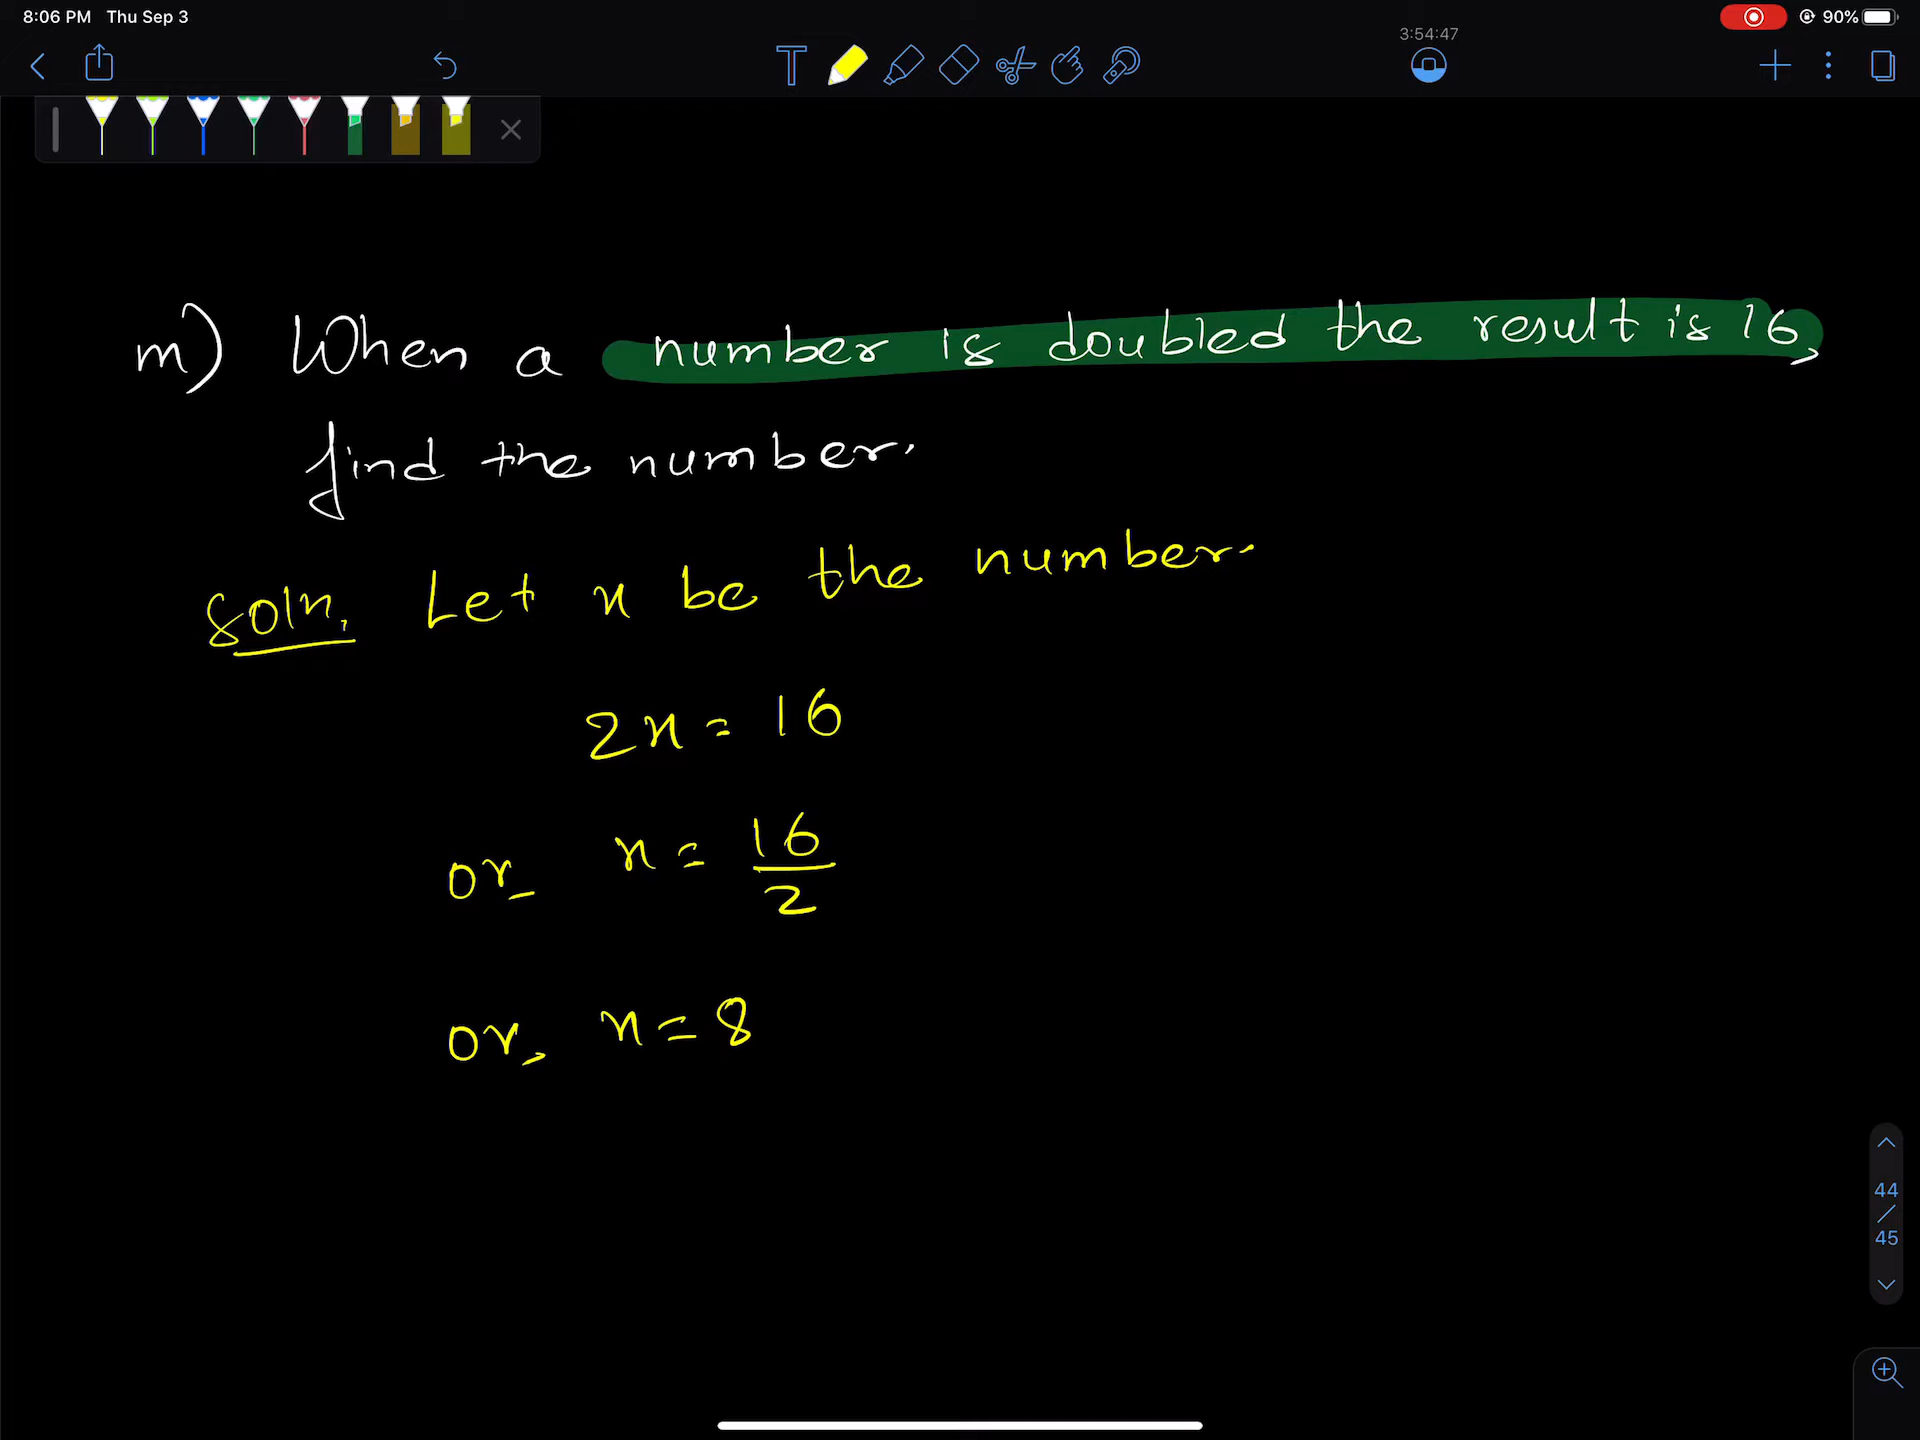 8:06 PM Thu Sep 3
90%
3:54:47
m) When a number is doubled the result is 16,
find the number.
Soln. Let x be the number.
2x = 16
or, x = 16/2
or, x = 8
44
/
45